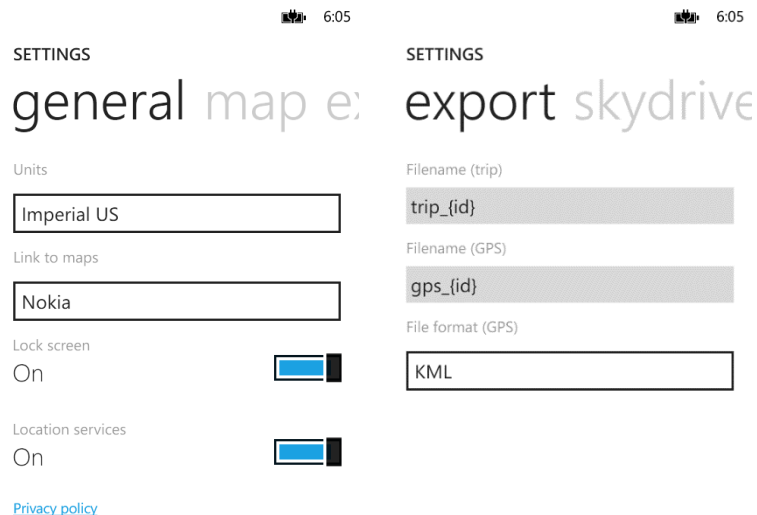 6:05
SETTINGS
general map ex
Units
Imperial US
Link to maps
Nokia
Lock screen
On
Location services
On
Privacy policy
6:05
SETTINGS
export skydrive
Filename (trip)
trip_{id}
Filename (GPS)
gps_{id}
File format (GPS)
KML